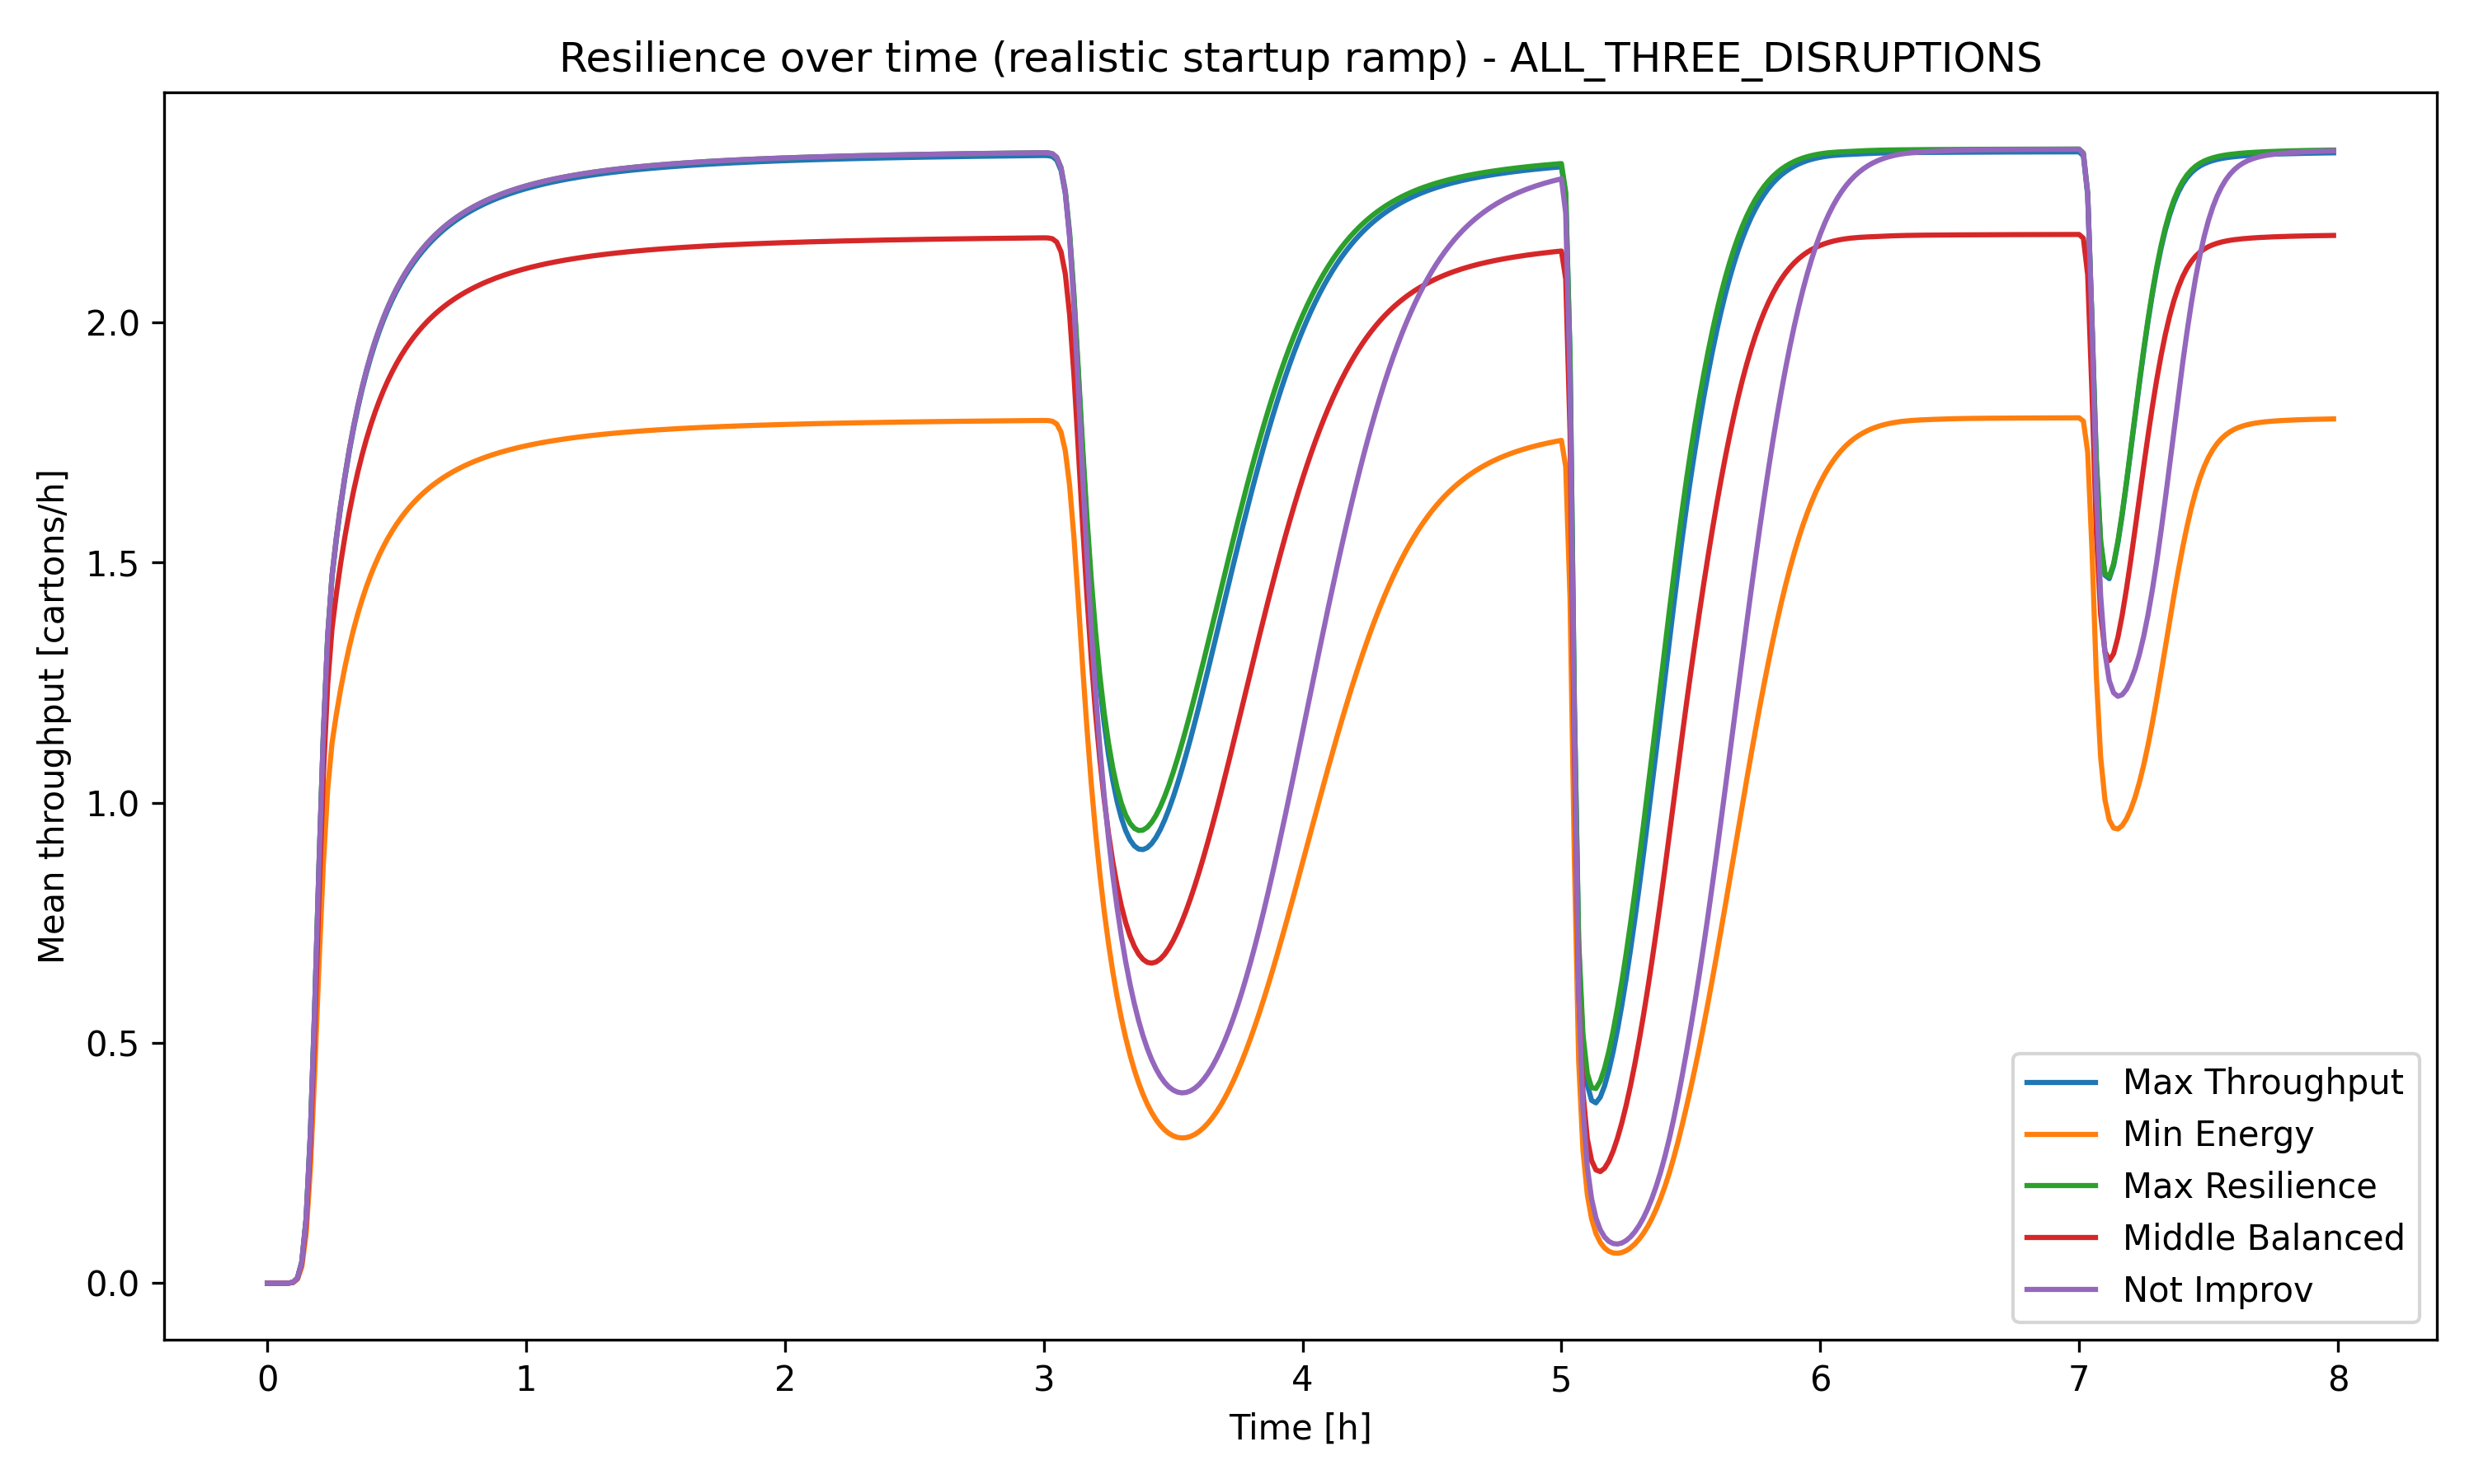 Resilience over time (realistic startup ramp) - ALL_THREE_DISRUPTIONS
Mean throughput [cartons/h]
2.0
1.5
1.0
0.5
0.0
0 1 2 3 4 5 6 7 8
Time [h]
Max Throughput
Min Energy
Max Resilience
Middle Balanced
Not Improv